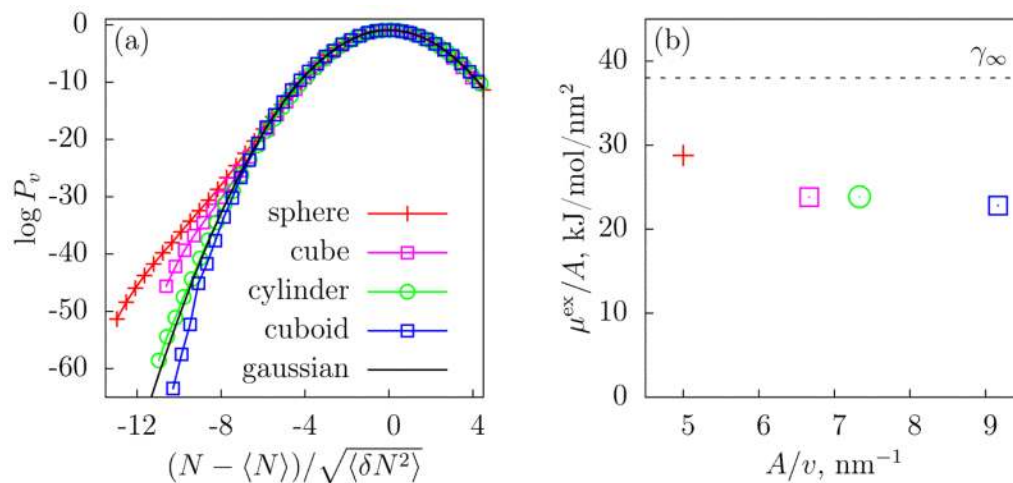 (a)
0
-10
-20
-30
-40
-50
-60
log P_v
sphere
cube
cylinder
cuboid
gaussian
-12 -8 -4 0 4
(N − ⟨N⟩)/√⟨δN²⟩
(b)
γ∞
40
30
20
10
0
μ^ex/A, kJ/mol/nm²
5 6 7 8 9
A/v, nm⁻¹